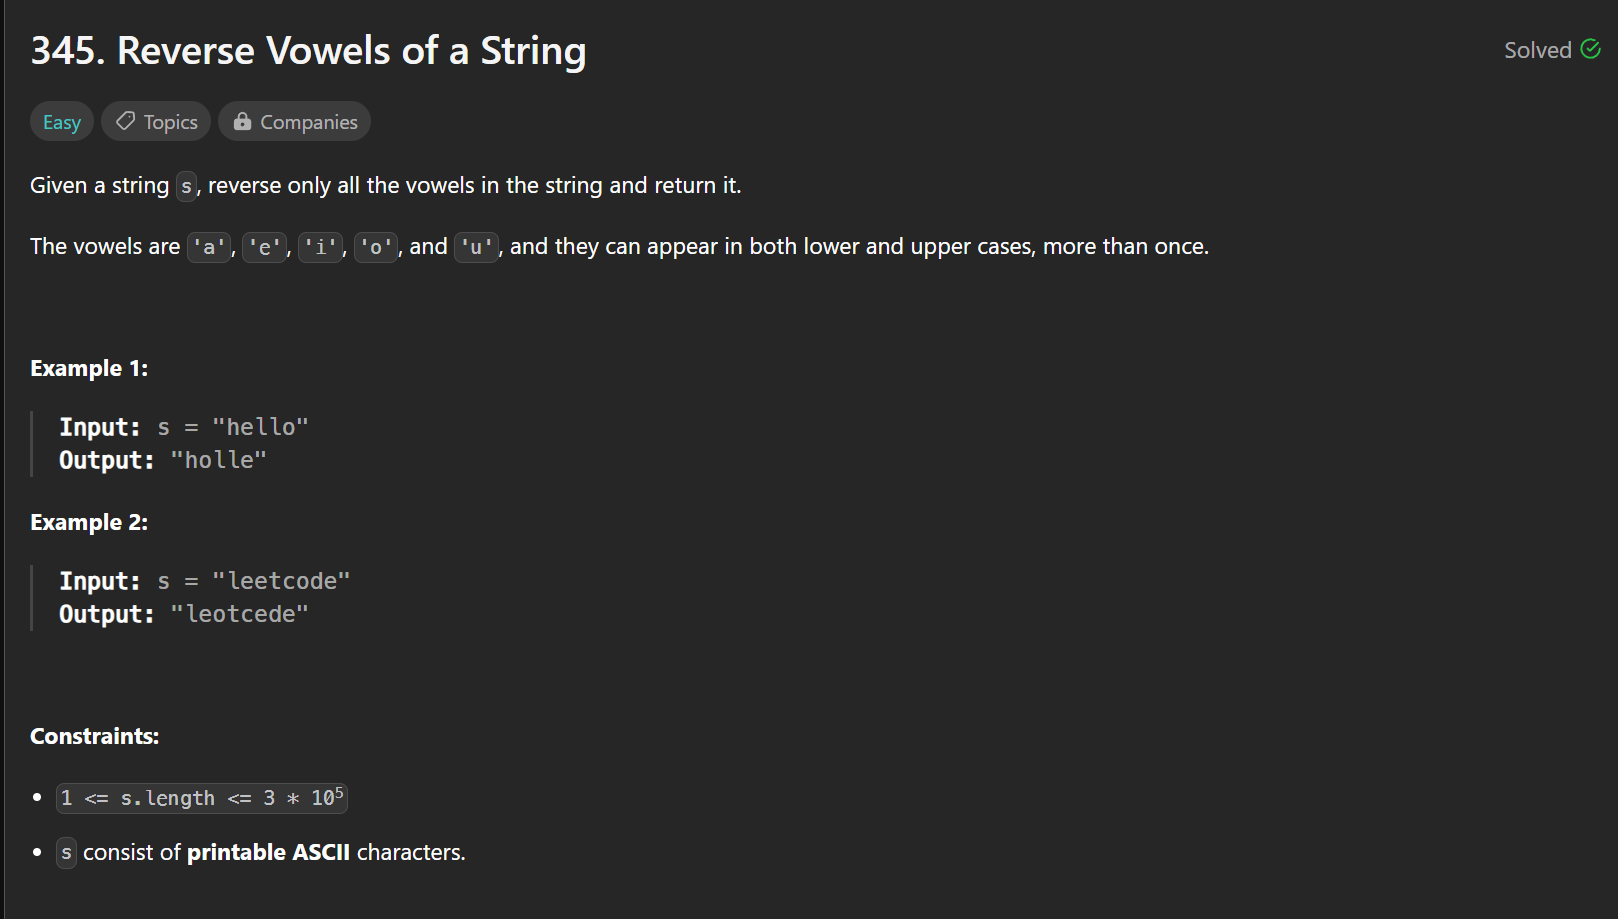 345. Reverse Vowels of a String
Solved
Easy Topics Companies
Given a string s, reverse only all the vowels in the string and return it.
The vowels are 'a', 'e', 'i', 'o', and 'u', and they can appear in both lower and upper cases, more than once.
Example 1:
Input: s = "hello"
Output: "holle"
Example 2:
Input: s = "leetcode"
Output: "leotcede"
Constraints:
• 1 <= s.length <= 3 * 10⁵
• s consist of printable ASCII characters.